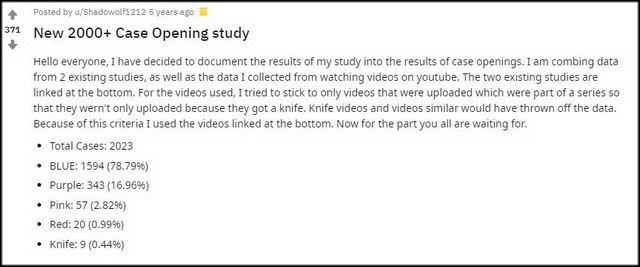 Posted by u/Shadowolf1212 5 years ago
371
New 2000+ Case Opening study
Hello everyone, I have decided to document the results of my study into the results of case openings. I am combing data
from 2 existing studies, as well as the data I collected from watching videos on youtube. The two existing studies are
linked at the bottom. For the videos used, I tried to stick to only videos that were uploaded which were part of a series so
that they wern't only uploaded because they got a knife. Knife videos and videos similar would have thrown off the data.
Because of this criteria I used the videos linked at the bottom. Now for the part you all are waiting for.
• Total Cases: 2023
• BLUE: 1594 (78.79%)
• Purple: 343 (16.96%)
• Pink: 57 (2.82%)
• Red: 20 (0.99%)
• Knife: 9 (0.44%)